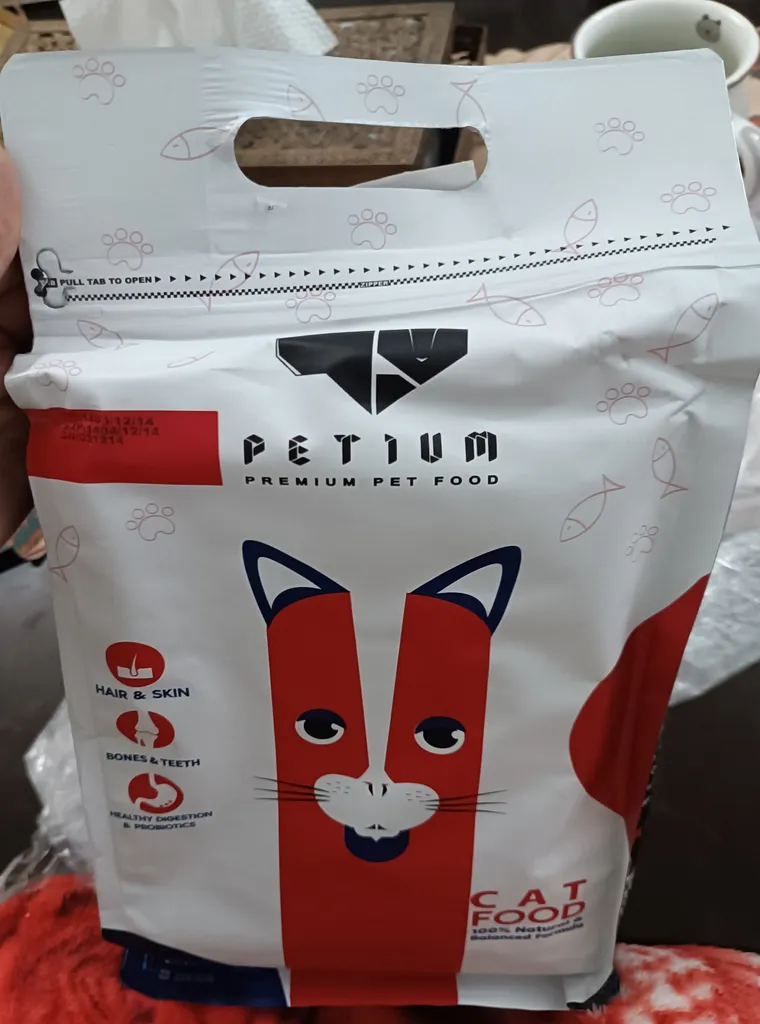 PULL TAB TO OPEN
ZIPPER
PETIUM
PREMIUM PET FOOD
HAIR & SKIN
BONES & TEETH
HEALTHY DIGESTION
& PROBIOTICS
CAT
FOOD
100% Natural &
Balanced Formula